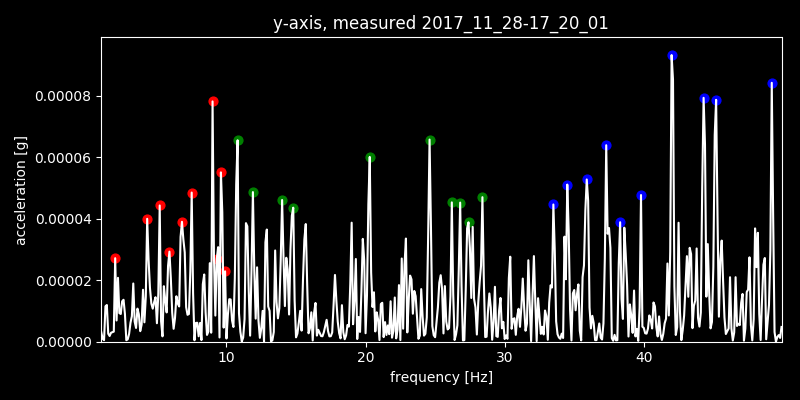 y-axis, measured 2017_11_28-17_20_01
acceleration [g]
0.00008
0.00006
0.00004
0.00002
0.00000
10 20 30 40
frequency [Hz]